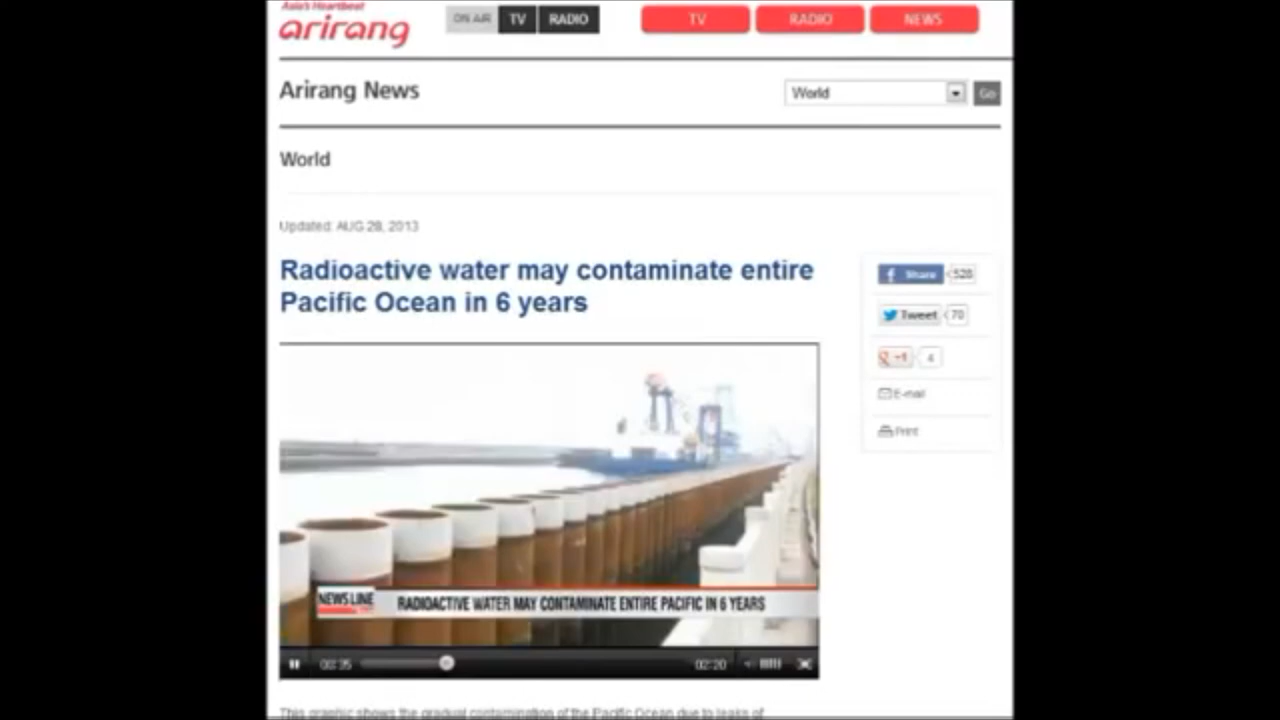 Asia's Heartbeat
arirang
ON AIR TV RADIO
TV RADIO NEWS
Arirang News
World Go
World
Updated: AUG 28, 2013
Radioactive water may contaminate entire
Pacific Ocean in 6 years
Share 528
Tweet 70
+1 4
E-mail
Print
NEWS LINE
RADIOACTIVE WATER MAY CONTAMINATE ENTIRE PACIFIC IN 6 YEARS
00:35 02:20
This graphic shows the gradual contamination of the Pacific Ocean due to leaks of